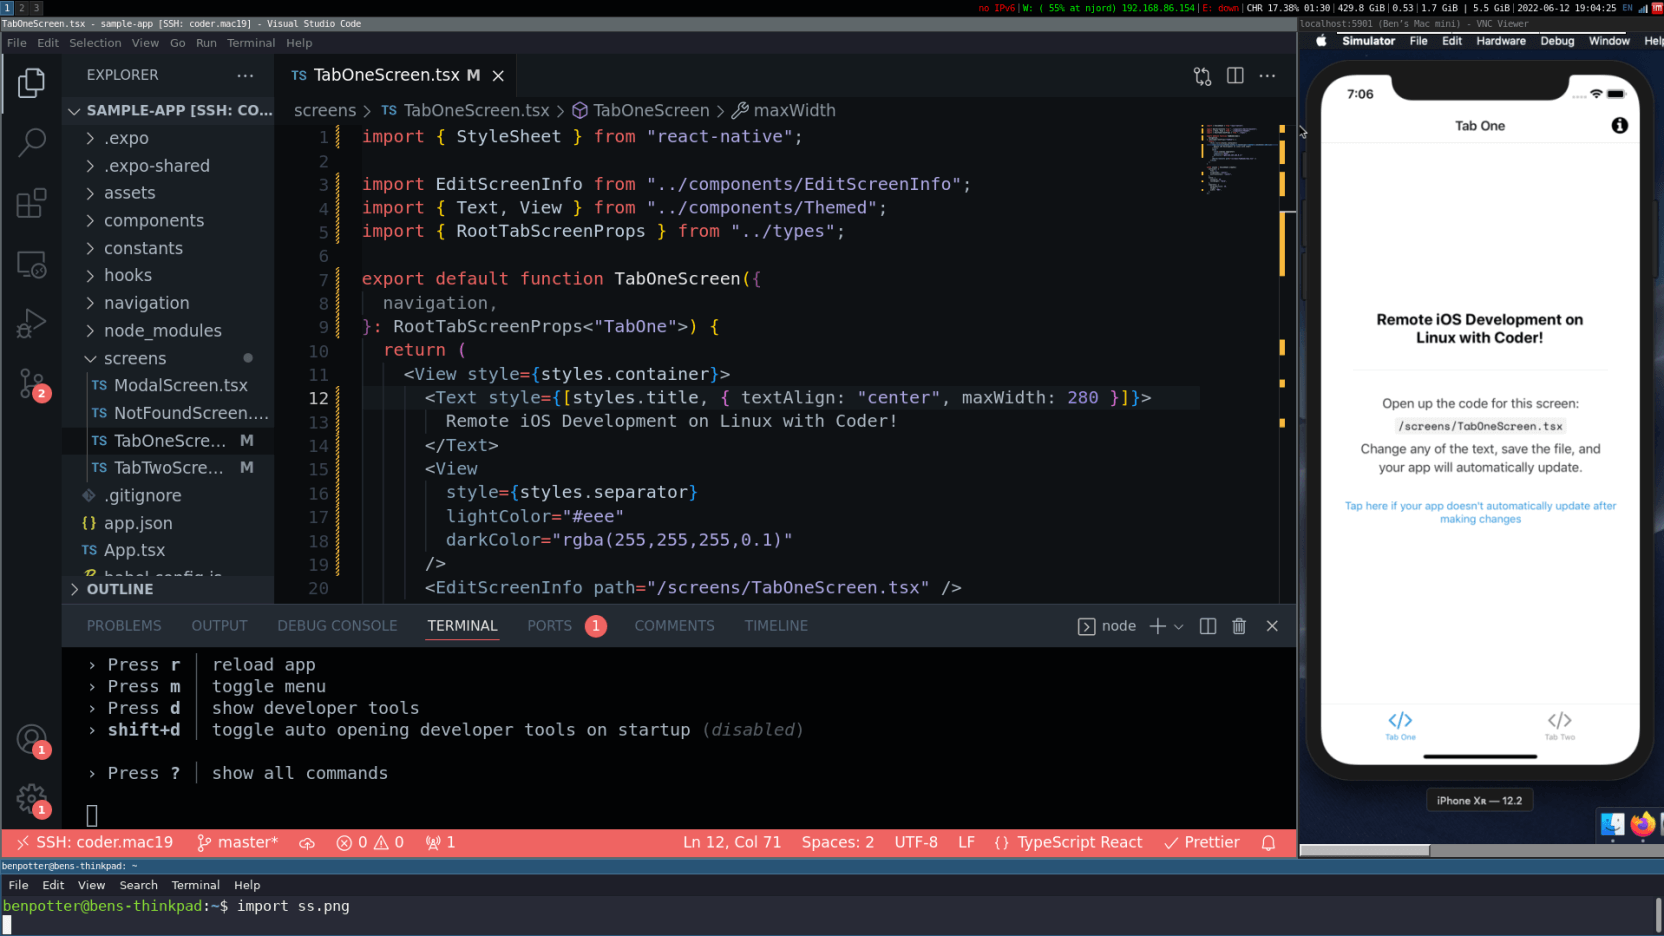 1 2 3
no IPv6 | W: ( 55% at njord) 192.168.86.154 | E: down | CHR 17.38% 01:30 | 429.8 GiB | 0.53 | 1.7 GiB | 5.5 GiB | 2022-06-12 19:04:25 EN
TabOneScreen.tsx - sample-app [SSH: coder.mac19] - Visual Studio Code
File Edit Selection View Go Run Terminal Help
EXPLORER ...
SAMPLE-APP [SSH: CO...
.expo
.expo-shared
assets
components
constants
hooks
navigation
node_modules
screens
TS ModalScreen.tsx
TS NotFoundScreen....
TS TabOneScre... M
TS TabTwoScre... M
.gitignore
{} app.json
TS App.tsx
OUTLINE
2
1
1
TS TabOneScreen.tsx M
screens > TS TabOneScreen.tsx > TabOneScreen > maxWidth
1 import { StyleSheet } from "react-native";
2
3 import EditScreenInfo from "../components/EditScreenInfo";
4 import { Text, View } from "../components/Themed";
5 import { RootTabScreenProps } from "../types";
6
7 export default function TabOneScreen({
8 navigation,
9 }: RootTabScreenProps<"TabOne">) {
10 return (
11 <View style={styles.container}>
12 <Text style={[styles.title, { textAlign: "center", maxWidth: 280 }]}>
13 Remote iOS Development on Linux with Coder!
14 </Text>
15 <View
16 style={styles.separator}
17 lightColor="#eee"
18 darkColor="rgba(255,255,255,0.1)"
19 />
20 <EditScreenInfo path="/screens/TabOneScreen.tsx" />
PROBLEMS OUTPUT DEBUG CONSOLE TERMINAL PORTS 1 COMMENTS TIMELINE node
› Press r │ reload app
› Press m │ toggle menu
› Press d │ show developer tools
› shift+d │ toggle auto opening developer tools on startup (disabled)
› Press ? │ show all commands
SSH: coder.mac19 master* 0 0 1 Ln 12, Col 71 Spaces: 2 UTF-8 LF {} TypeScript React Prettier
localhost:5901 (Ben's Mac mini) - VNC Viewer
Simulator File Edit Hardware Debug Window Help
7:06
Tab One
Remote iOS Development on
Linux with Coder!
Open up the code for this screen:
/screens/TabOneScreen.tsx
Change any of the text, save the file, and
your app will automatically update.
Tap here if your app doesn't automatically update after
making changes
Tab One Tab Two
iPhone XR — 12.2
benpotter@bens-thinkpad: ~
File Edit View Search Terminal Help
benpotter@bens-thinkpad:~$ import ss.png